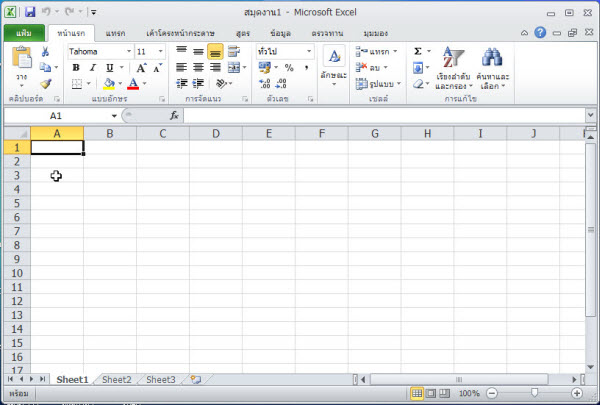 สมุดงาน1 - Microsoft Excel
แฟ้ม หน้าแรก แทรก เค้าโครงหน้ากระดาษ สูตร ข้อมูล ตรวจทาน มุมมอง
Tahoma 11 ทั่วไป แทรก
วาง B I U A % , ลักษณะ ลบ เรียงลำดับ และกรอง ค้นหาและ เลือก
รูปแบบ
คลิปบอร์ด แบบอักษร การจัดแนว ตัวเลข เซลล์ การแก้ไข
A1 fx
A B C D E F G H I J
1
2
3
4
5
6
7
8
9
10
11
12
13
14
15
16
17
Sheet1 Sheet2 Sheet3
พร้อม 100%